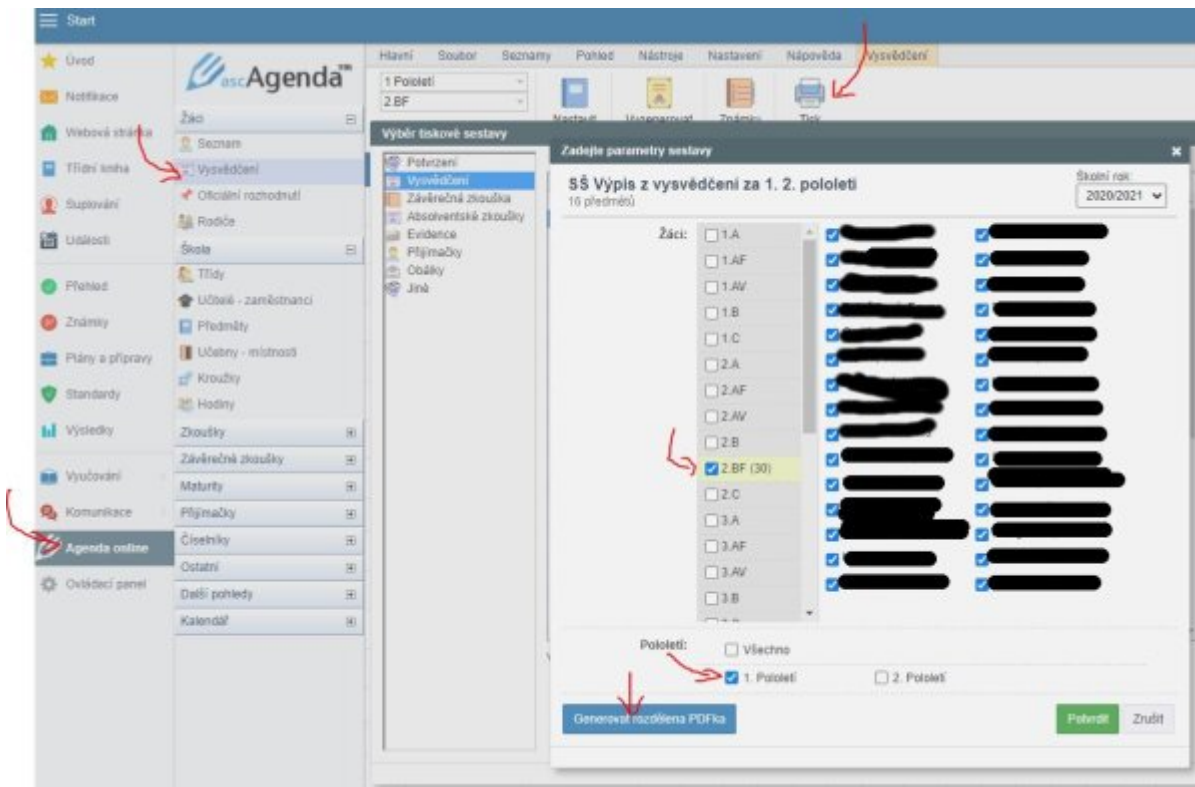 Start
Úvod
Notifikace
Webová stránka
Třídní kniha
Suplování
Události
Přehled
Známky
Plány a přípravy
Standardy
Výsledky
Vyučování
Komunikace
Agenda online
Ovládací panel
ascAgenda™
Žáci
Seznam
Vysvědčení
Oficiální rozhodnutí
Rodiče
Škola
Třídy
Učitelé - zaměstnanci
Předměty
Učebny - místnosti
Kroužky
Hodiny
Zkoušky
Závěrečné zkoušky
Maturity
Přijímačky
Číselníky
Ostatní
Další pohledy
Kalendář
Hlavní Soubor Seznamy Pohled Nástroje Nastavení Nápověda Vysvědčení
1 Pololetí
2.BF
Nastavit Vygenerovat Známky Tisk
Výběr tiskové sestavy
Potvrzení
Vysvědčení
Závěrečná zkouška
Absolventské zkoušky
Evidence
Přijímačky
Obálky
Jiné
Zadejte parametry sestavy
SŠ Výpis z vysvědčení za 1. 2. pololetí
16 předmětů
Školní rok:
2020/2021
Žáci:
1.A
1.AF
1.AV
1.B
1.C
2.A
2.AF
2.AV
2.B
2.BF (30)
2.C
3.A
3.AF
3.AV
3.B
Pololetí:
Všechno
1. Pololetí 2. Pololetí
Generovat rozdělena PDFka
Potvrdit Zrušit